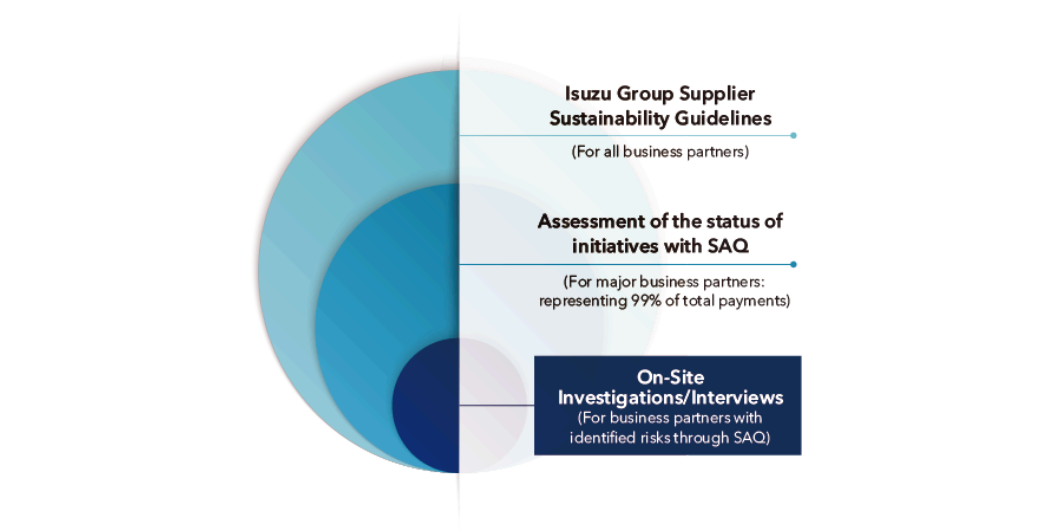 Isuzu Group Supplier
Sustainability Guidelines
(For all business partners)
Assessment of the status of
initiatives with SAQ
(For major business partners:
representing 99% of total payments)
On-Site
Investigations/Interviews
(For business partners with
identified risks through SAQ)